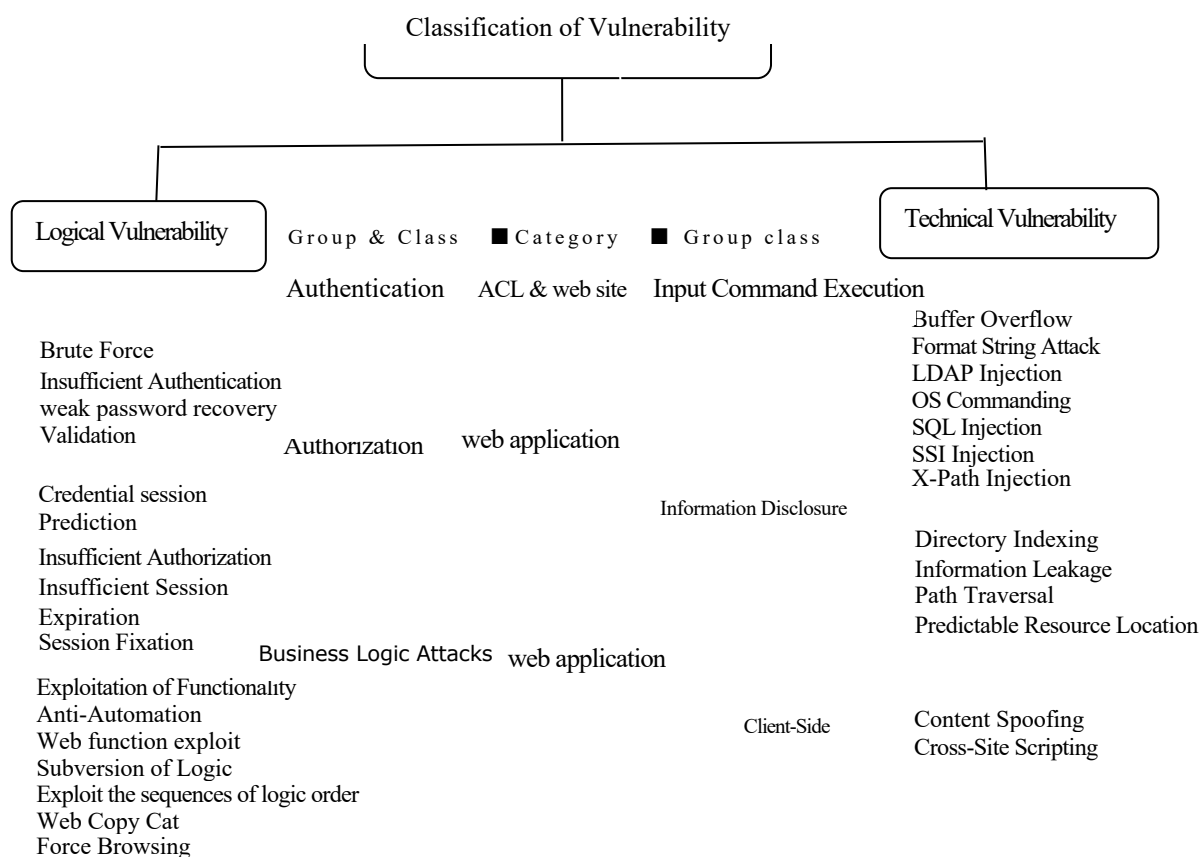 Classification of Vulnerability
Logical Vulnerability
Group & Class ■ Category ■ Group class
Technical Vulnerability
Authentication ACL & web site Input Command Execution
Brute Force
Insufficient Authentication
weak password recovery
Validation
Authorization web application
Credential session
Prediction
Insufficient Authorization
Insufficient Session
Expiration
Session Fixation
Business Logic Attacks web application
Exploitation of Functionality
Anti-Automation
Web function exploit
Subversion of Logic
Exploit the sequences of logic order
Web Copy Cat
Force Browsing
Buffer Overflow
Format String Attack
LDAP Injection
OS Commanding
SQL Injection
SSI Injection
X-Path Injection
Information Disclosure
Directory Indexing
Information Leakage
Path Traversal
Predictable Resource Location
Client-Side
Content Spoofing
Cross-Site Scripting